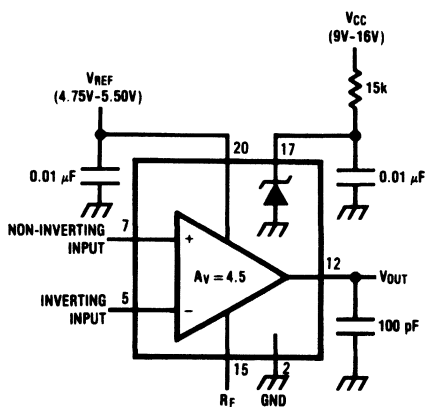 VCC
(9V-16V)
VREF
(4.75V-5.50V)
15k
20
17
0.01 µF
0.01 µF
7
NON-INVERTING
INPUT
+
12
AV = 4.5
VOUT
5
INVERTING
INPUT
−
100 pF
15
2
RF
GND